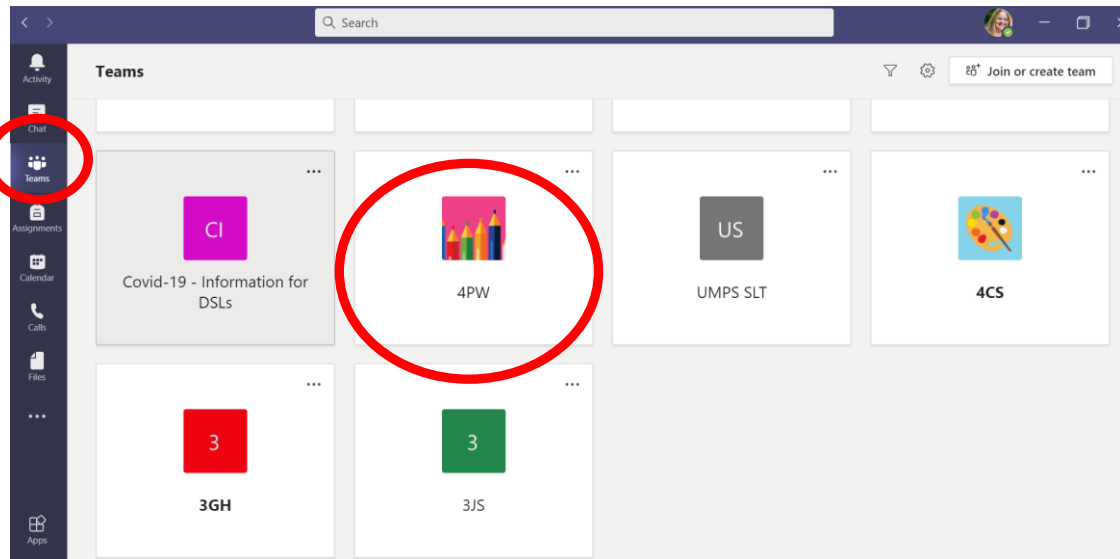 Search
Activity
Chat
Teams
Assignments
Calendar
Calls
Files
Apps
Teams
Join or create team
CI
Covid-19 - Information for
DSLs
4PW
US
UMPS SLT
4CS
3
3GH
3
3JS